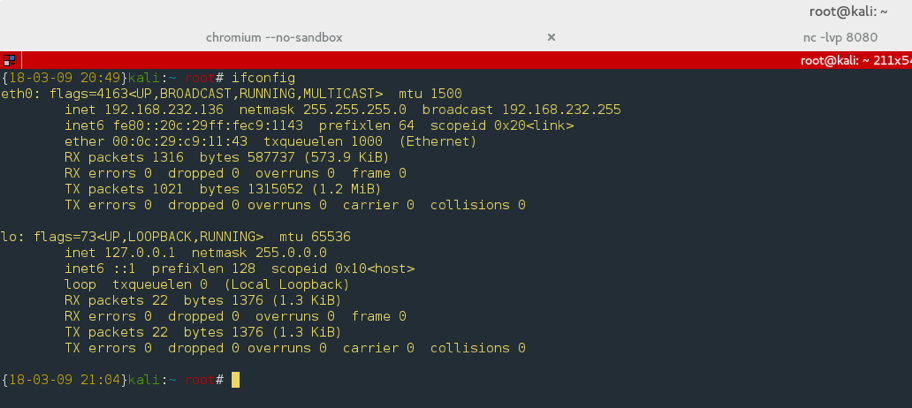 root@kali: ~
chromium --no-sandbox × nc -lvp 8080
root@kali: ~ 211x54
{18-03-09 20:49}kali:~ root# ifconfig
eth0: flags=4163<UP,BROADCAST,RUNNING,MULTICAST>  mtu 1500
        inet 192.168.232.136  netmask 255.255.255.0  broadcast 192.168.232.255
        inet6 fe80::20c:29ff:fec9:1143  prefixlen 64  scopeid 0x20<link>
        ether 00:0c:29:c9:11:43  txqueuelen 1000  (Ethernet)
        RX packets 1316  bytes 587737 (573.9 KiB)
        RX errors 0  dropped 0  overruns 0  frame 0
        TX packets 1021  bytes 1315052 (1.2 MiB)
        TX errors 0  dropped 0 overruns 0  carrier 0  collisions 0
lo: flags=73<UP,LOOPBACK,RUNNING>  mtu 65536
        inet 127.0.0.1  netmask 255.0.0.0
        inet6 ::1  prefixlen 128  scopeid 0x10<host>
        loop  txqueuelen 0  (Local Loopback)
        RX packets 22  bytes 1376 (1.3 KiB)
        RX errors 0  dropped 0  overruns 0  frame 0
        TX packets 22  bytes 1376 (1.3 KiB)
        TX errors 0  dropped 0 overruns 0  carrier 0  collisions 0
{18-03-09 21:04}kali:~ root#